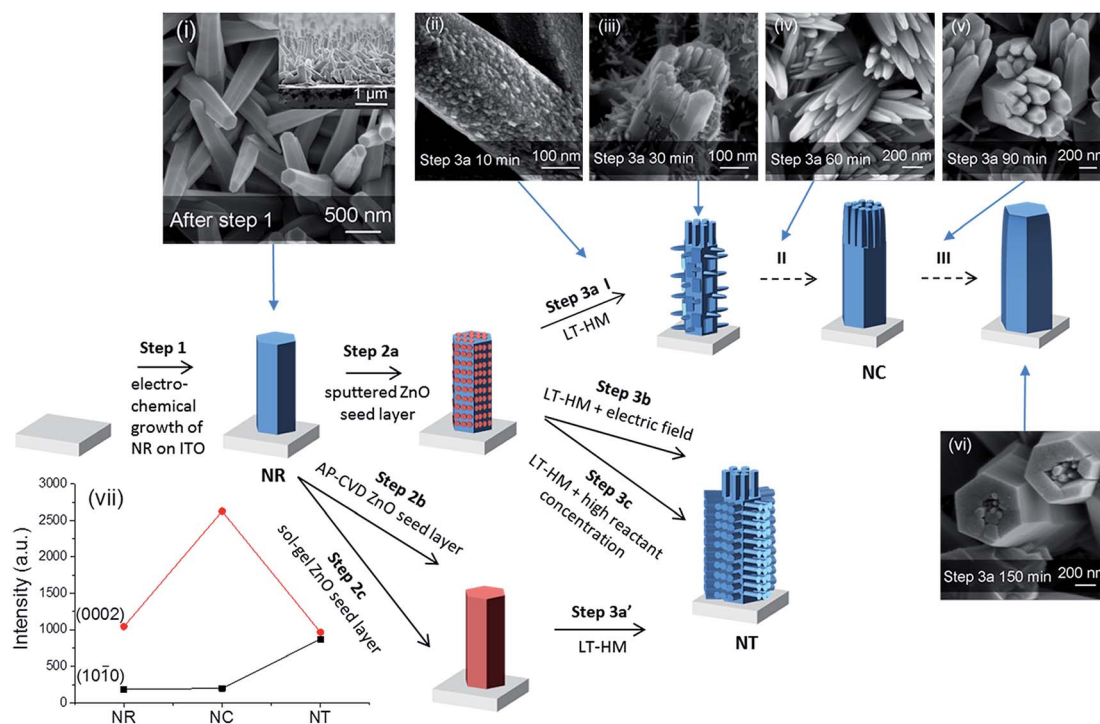 (i)
1 µm
After step 1
500 nm
(ii)
Step 3a 10 min
100 nm
(iii)
Step 3a 30 min
100 nm
(iv)
Step 3a 60 min
200 nm
(v)
Step 3a 90 min
200 nm
Step 1
electro-
chemical
growth of
NR on ITO
NR
Step 2a
sputtered ZnO
seed layer
Step 3a I
LT-HM
II
NC
III
Step 3b
LT-HM + electric field
Step 3c
LT-HM + high reactant
concentration
NT
(vi)
Step 3a 150 min
200 nm
Step 2b
AP-CVD ZnO seed layer
Step 2c
sol-gel ZnO seed layer
Step 3a'
LT-HM
(vii)
Intensity (a.u.)
3000
2500
2000
1500
1000
500
0
(0002)
(101̄0)
NR
NC
NT